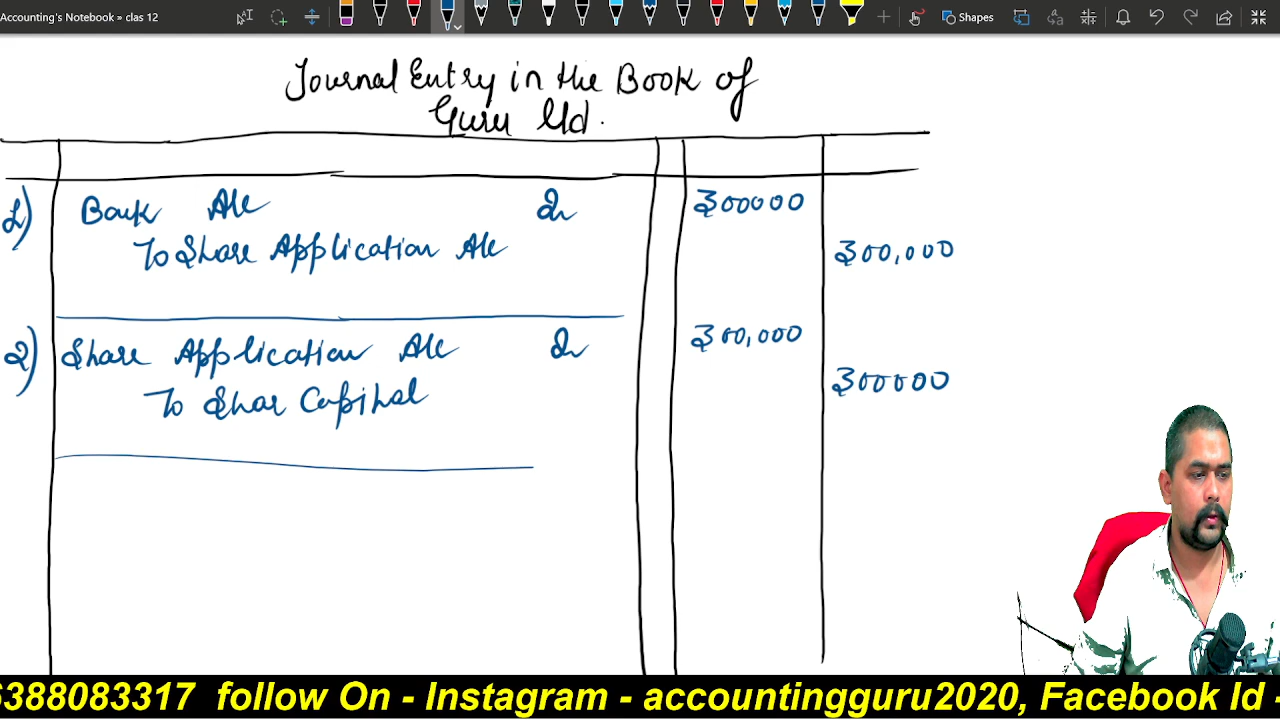 Accounting's Notebook » clas 12
Shapes
Journal Entry in the Book of
Guru Ltd.
1) Bank A/c Dr 300000
To Share Application A/c 300,000
2) Share Application A/c Dr 300,000
To Shar Capital 300000
6388083317 follow On - Instagram - accountingguru2020, Facebook Id :